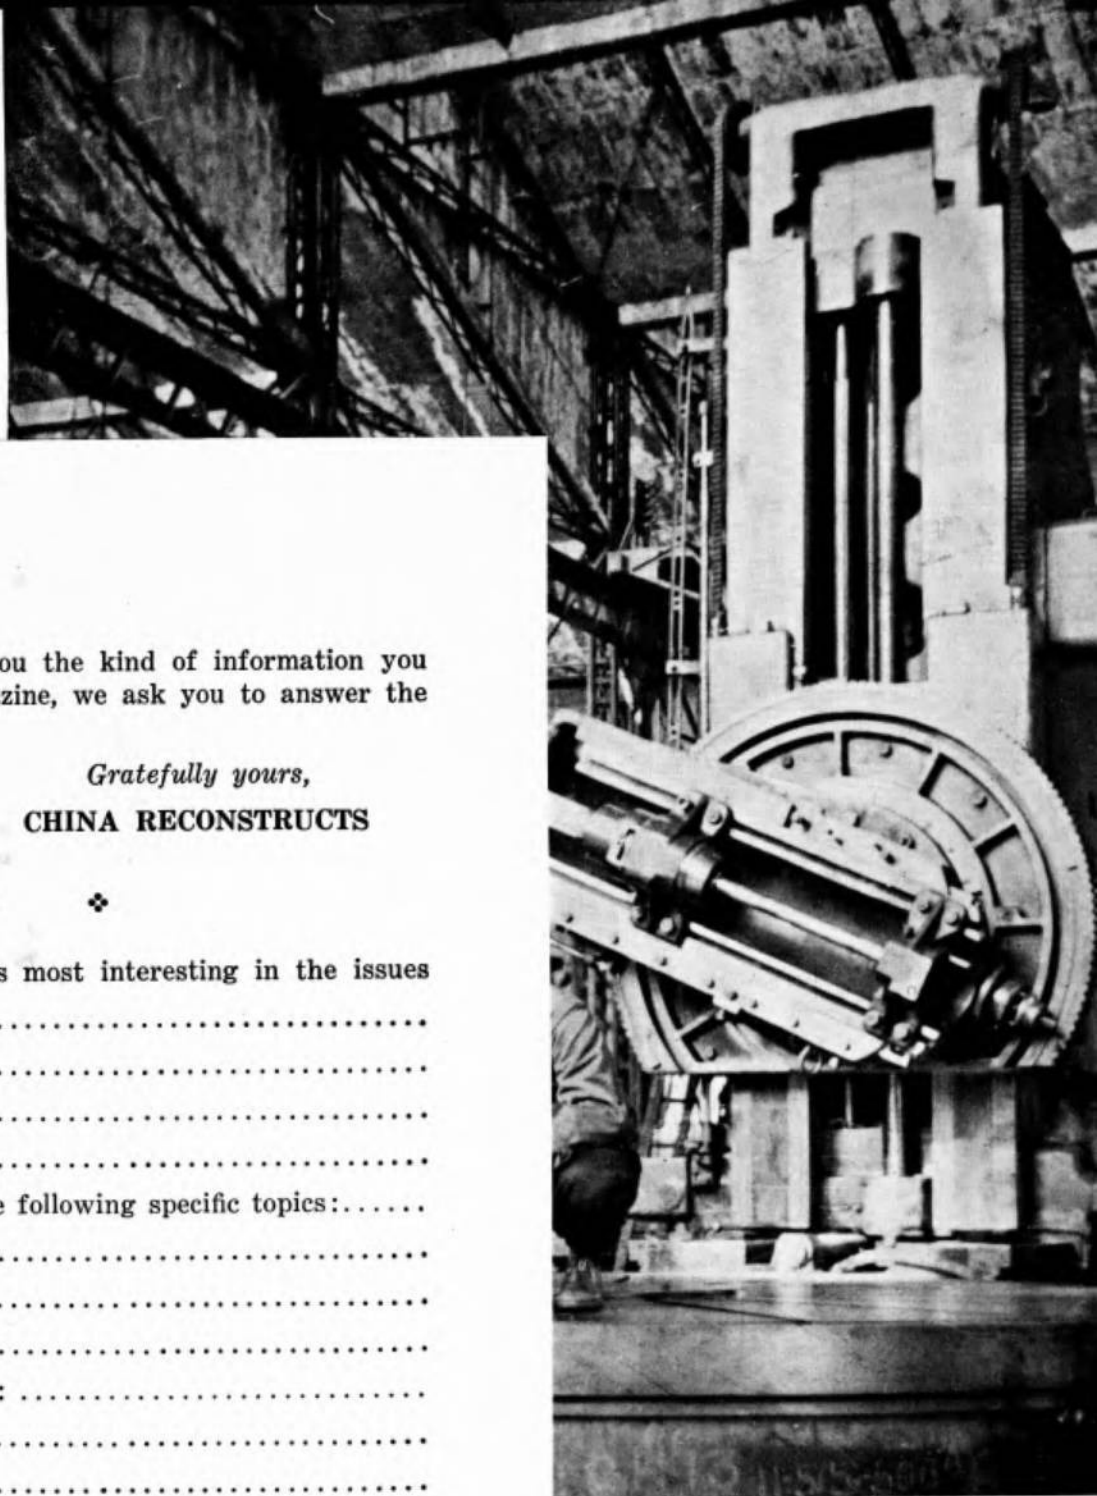 ou the kind of information you
zine, we ask you to answer the
Gratefully yours,
CHINA RECONSTRUCTS
s most interesting in the issues
..............................
..............................
..............................
..............................
e following specific topics:......
..............................
..............................
..............................
: ..............................
..............................
..............................